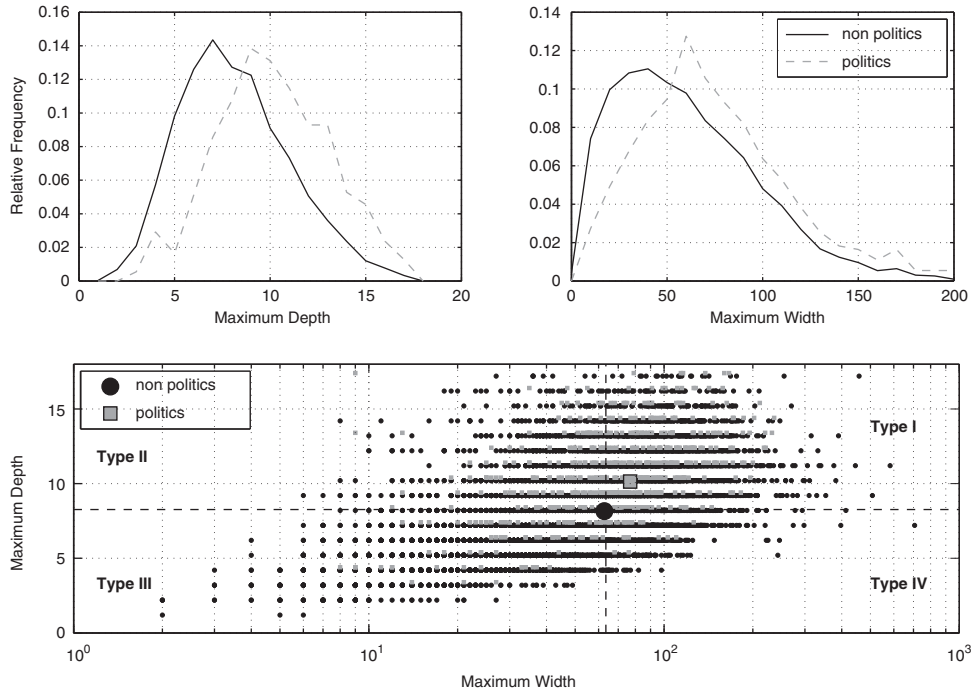 0.16
0.14
0.12
0.1
0.08
0.06
0.04
0.02
0
Relative Frequency
0 5 10 15 20
Maximum Depth
0.14
0.12
0.1
0.08
0.06
0.04
0.02
0
non politics
politics
0 50 100 150 200
Maximum Width
non politics
politics
15
10
5
0
Maximum Depth
Type I
Type II
Type III
Type IV
10^0 10^1 10^2 10^3
Maximum Width